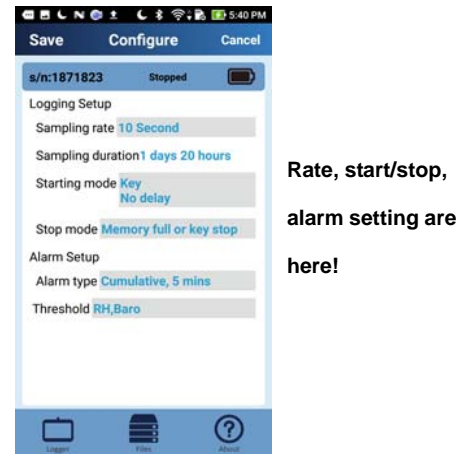 5:40 PM
Save Configure Cancel
s/n:1871823 Stopped
Logging Setup
Sampling rate 10 Second
Sampling duration1 days 20 hours
Starting mode Key
No delay
Stop mode Memory full or key stop
Alarm Setup
Alarm type Cumulative, 5 mins
Threshold RH,Baro
Logger Files About
Rate, start/stop,
alarm setting are
here!